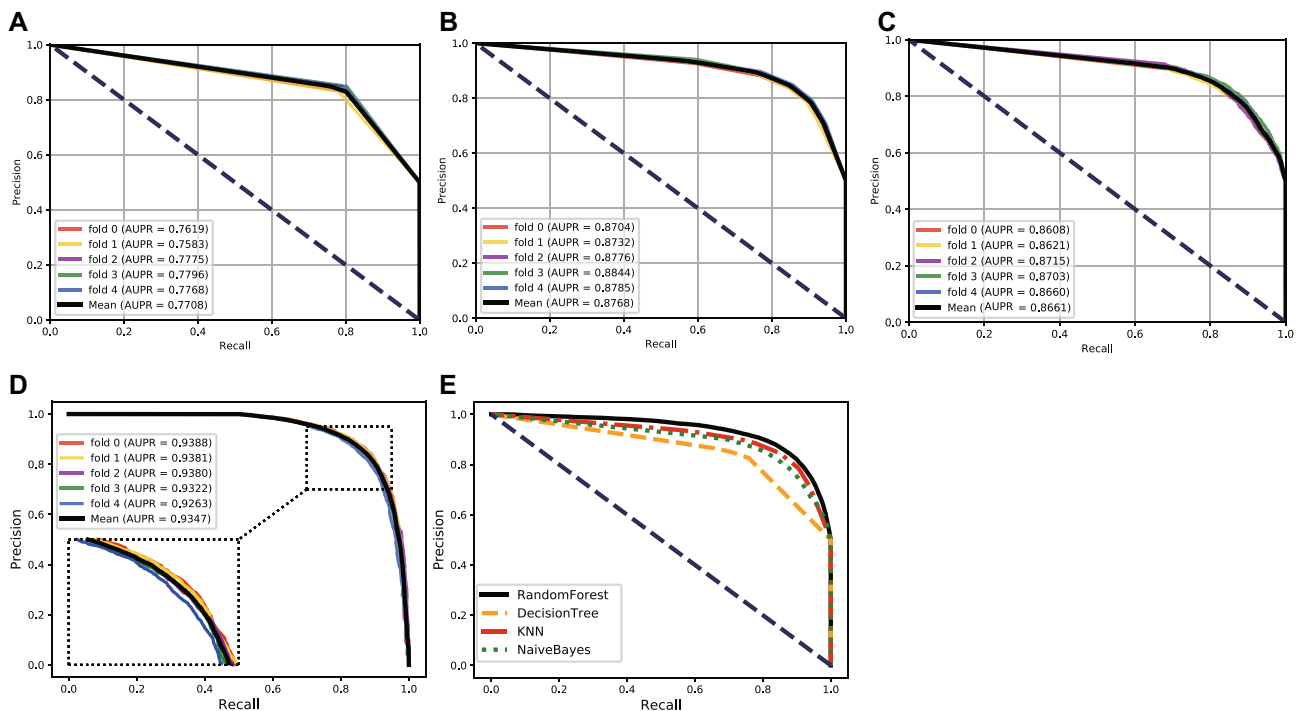 A
1.0
0.8
0.6
0.4
0.2
0.0
Precision
fold 0 (AUPR = 0.7619)
fold 1 (AUPR = 0.7583)
fold 2 (AUPR = 0.7775)
fold 3 (AUPR = 0.7796)
fold 4 (AUPR = 0.7768)
Mean (AUPR = 0.7708)
0.0 0.2 0.4 0.6 0.8 1.0
Recall
B
1.0
0.8
0.6
0.4
0.2
0.0
Precision
fold 0 (AUPR = 0.8704)
fold 1 (AUPR = 0.8732)
fold 2 (AUPR = 0.8776)
fold 3 (AUPR = 0.8844)
fold 4 (AUPR = 0.8785)
Mean (AUPR = 0.8768)
0.0 0.2 0.4 0.6 0.8 1.0
Recall
C
1.0
0.8
0.6
0.4
0.2
0.0
Precision
fold 0 (AUPR = 0.8608)
fold 1 (AUPR = 0.8621)
fold 2 (AUPR = 0.8715)
fold 3 (AUPR = 0.8703)
fold 4 (AUPR = 0.8660)
Mean (AUPR = 0.8661)
0.0 0.2 0.4 0.6 0.8 1.0
Recall
D
1.0
0.8
0.6
0.4
0.2
0.0
Precision
fold 0 (AUPR = 0.9388)
fold 1 (AUPR = 0.9381)
fold 2 (AUPR = 0.9380)
fold 3 (AUPR = 0.9322)
fold 4 (AUPR = 0.9263)
Mean (AUPR = 0.9347)
0.0 0.2 0.4 0.6 0.8 1.0
Recall
E
1.0
0.8
0.6
0.4
0.2
0.0
Precision
RandomForest
DecisionTree
KNN
NaiveBayes
0.0 0.2 0.4 0.6 0.8 1.0
Recall